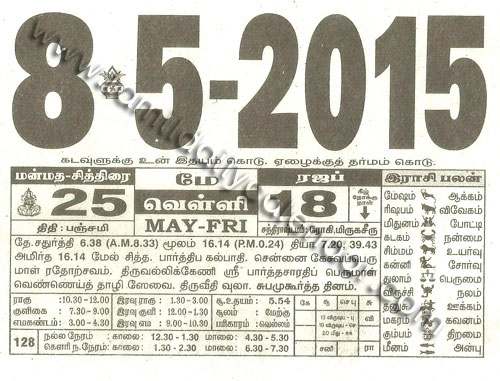 8-5-2015
கடவுளுக்கு உன் இதயம் கொடு. ஏழைக்குத் தர்மம் கொடு.
மன்மத-சித்திரை
25
திதி : பஞ்சமி
மே
வெள்ளி
MAY-FRI
ரஜப்
18
கீழ் நோக்கு நாள்
சந்திராஷ்டமம்: ரோகி, மிருகசீரு
இராசி பலன்
மேஷம் ஆக்கம்
ரிஷபம் விவேகம்
மிதுனம் போட்டி
கடகம் நன்மை
சிம்மம் உயர்வு
கன்னி சோர்வு
துலாம் பெருமை
விருச்சி நலம்
தனுசு ஊக்கம்
மகரம் கவனம்
கும்பம் திறமை
மீனம் அன்பு
தே.சதுர்த்தி 6.38 (A.M.8.33) மூலம் 16.14 (P.M.0.24) தியா 7.20, 39.43
அமிர்த 16.14 மேல் சித்த. பார்த்திப கல்பாதி. சென்னை கேசவப்பெரு
மாள் ரதோற்சவம். திருவல்லிக்கேணி ஸ்ரீ பார்த்தசாரதிப் பெருமாள்
வெண்ணெய்த் தாழி ஸேவை. திருவீதி வுலா. சுபமுகூர்த்த தினம்.
ராகு 10.30 - 12.00
குளிகை 7.30 - 9.00
எமகண்டம் 3.00 - 4.30
இரவு ராகு 1.30 - 3.00
இரவு குளி 12.00 - 1.30
இரவு எம 9.00 - 10.30
சூ.உதயம் 5.54
சூலம் மேற்கு
பரிகாரம் வெல்லம்
128
நல்ல நேரம்: காலை: 12.30 - 1.30 மாலை: 4.30 - 5.30
கௌரி ந.நேரம்: காலை: 1.30 - 2.30 மாலை: 6.30 - 7.30
கே
சூ
செ பு
சு
வி
சனி
ரா